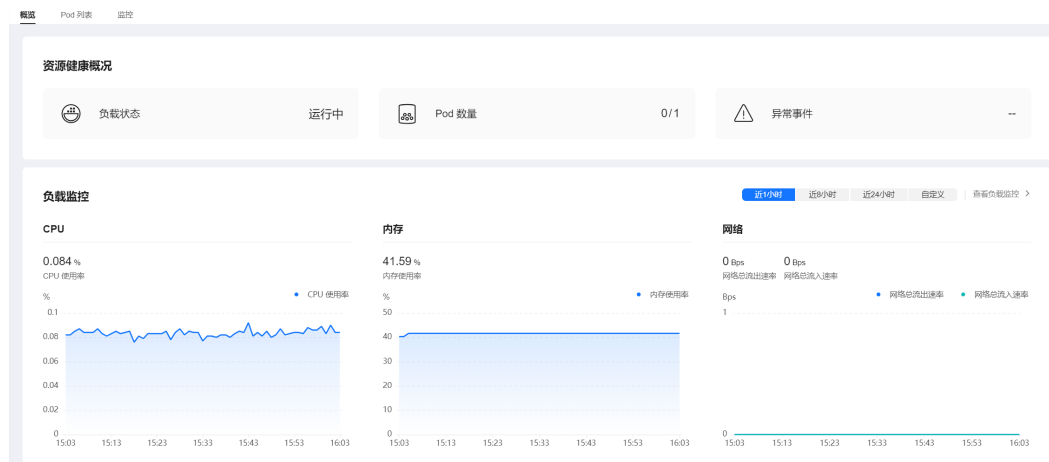 概览 Pod 列表 监控
资源健康概况
负载状态 运行中 Pod 数量 0/1 异常事件 --
负载监控 近1小时 近8小时 近24小时 自定义 查看负载监控
CPU 内存 网络
0.084 % 41.59 % 0 Bps 0 Bps
CPU 使用率 内存使用率 网络总流出速率 网络总流入速率
% CPU 使用率 % 内存使用率 Bps 网络总流出速率 网络总流入速率
0.1 50 1
0.08 40
0.06 30
0.04 20
0.02 10
0 0 0
15:03 15:13 15:23 15:33 15:43 15:53 16:03 15:03 15:13 15:23 15:33 15:43 15:53 16:03 15:03 15:13 15:23 15:33 15:43 15:53 16:03